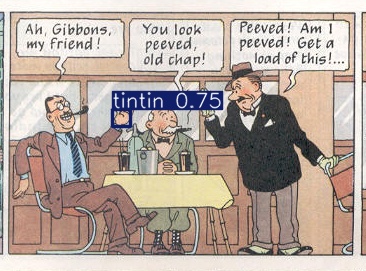 Ah, Gibbons,
my friend!
You look
peeved,
old chap!
Peeved! Am I
peeved! Get a
load of this!...
tintin 0.75